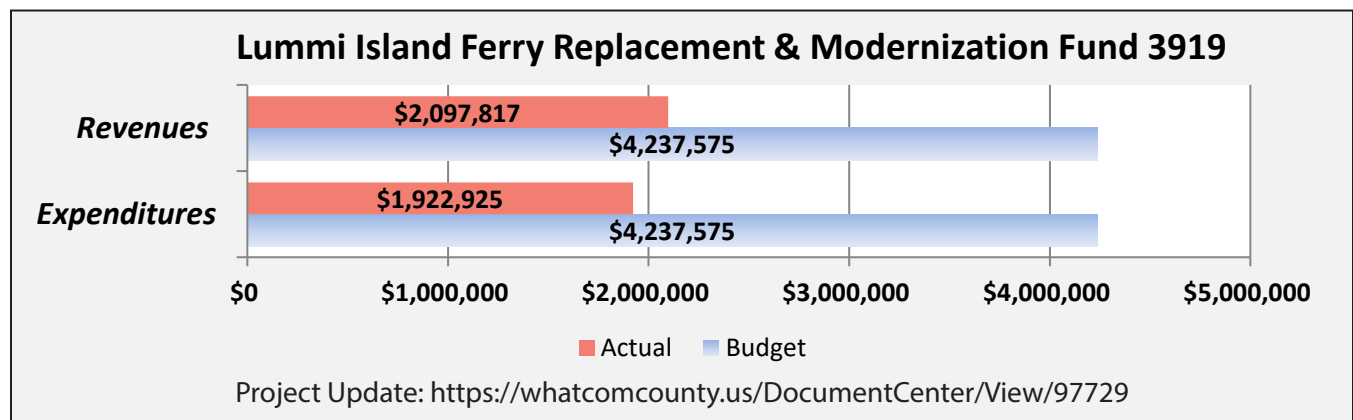 Lummi Island Ferry Replacement & Modernization Fund 3919
Revenues
$2,097,817
$4,237,575
Expenditures
$1,922,925
$4,237,575
$0 $1,000,000 $2,000,000 $3,000,000 $4,000,000 $5,000,000
Actual Budget
Project Update: https://whatcomcounty.us/DocumentCenter/View/97729